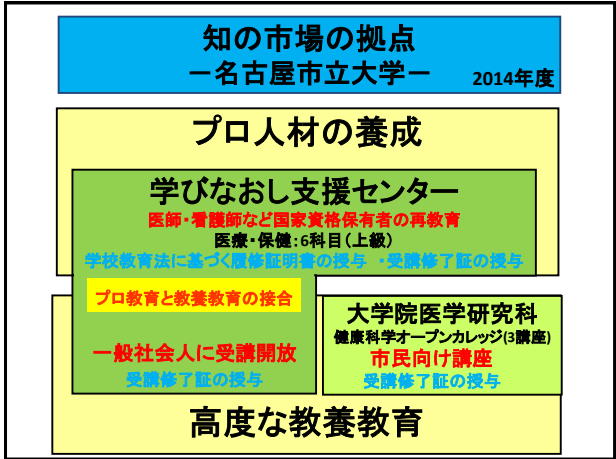 知の市場の拠点
－名古屋市立大学－
2014年度
プロ人材の養成
学びなおし支援センター
医師・看護師など国家資格保有者の再教育
医療・保健：6科目（上級）
学校教育法に基づく履修証明書の授与 ・受講修了証の授与
プロ教育と教養教育の接合
一般社会人に受講開放
受講修了証の授与
大学院医学研究科
健康科学オープンカレッジ(3講座)
市民向け講座
受講修了証の授与
高度な教養教育